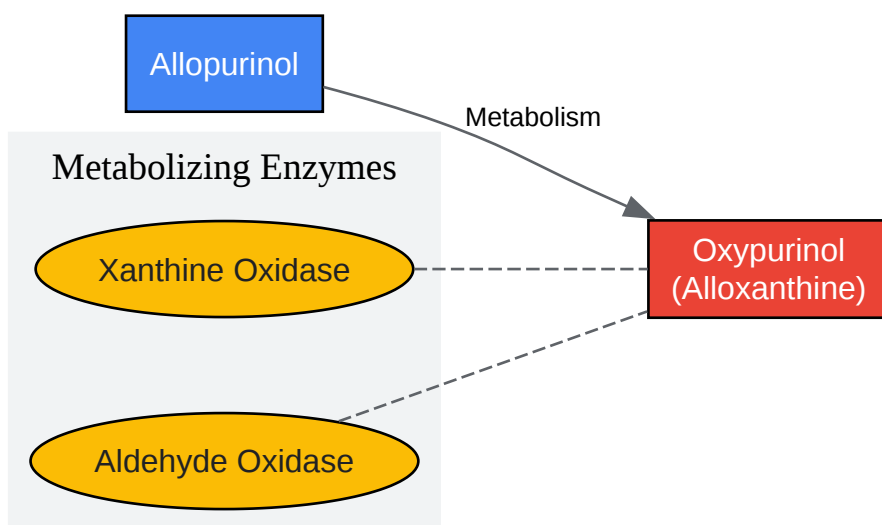 Allopurinol
Metabolism
Metabolizing Enzymes
Xanthine Oxidase
Oxypurinol
(Alloxanthine)
Aldehyde Oxidase